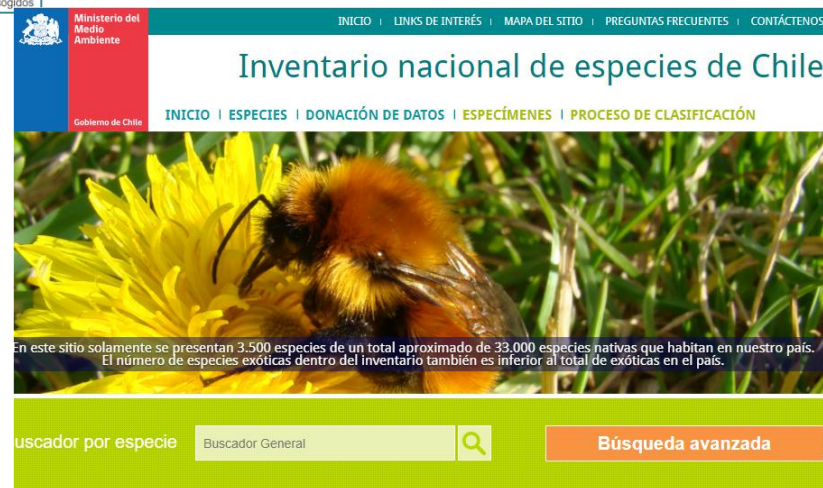 Ministerio del
Medio
Ambiente
Gobierno de Chile
INICIO | LINKS DE INTERÉS | MAPA DEL SITIO | PREGUNTAS FRECUENTES | CONTÁCTENOS
Inventario nacional de especies de Chile
INICIO | ESPECIES | DONACIÓN DE DATOS | ESPECÍMENES | PROCESO DE CLASIFICACIÓN
En este sitio solamente se presentan 3.500 especies de un total aproximado de 33.000 especies nativas que habitan en nuestro país.
El número de especies exóticas dentro del inventario también es inferior al total de exóticas en el país.
uscador por especie
Buscador General
Búsqueda avanzada